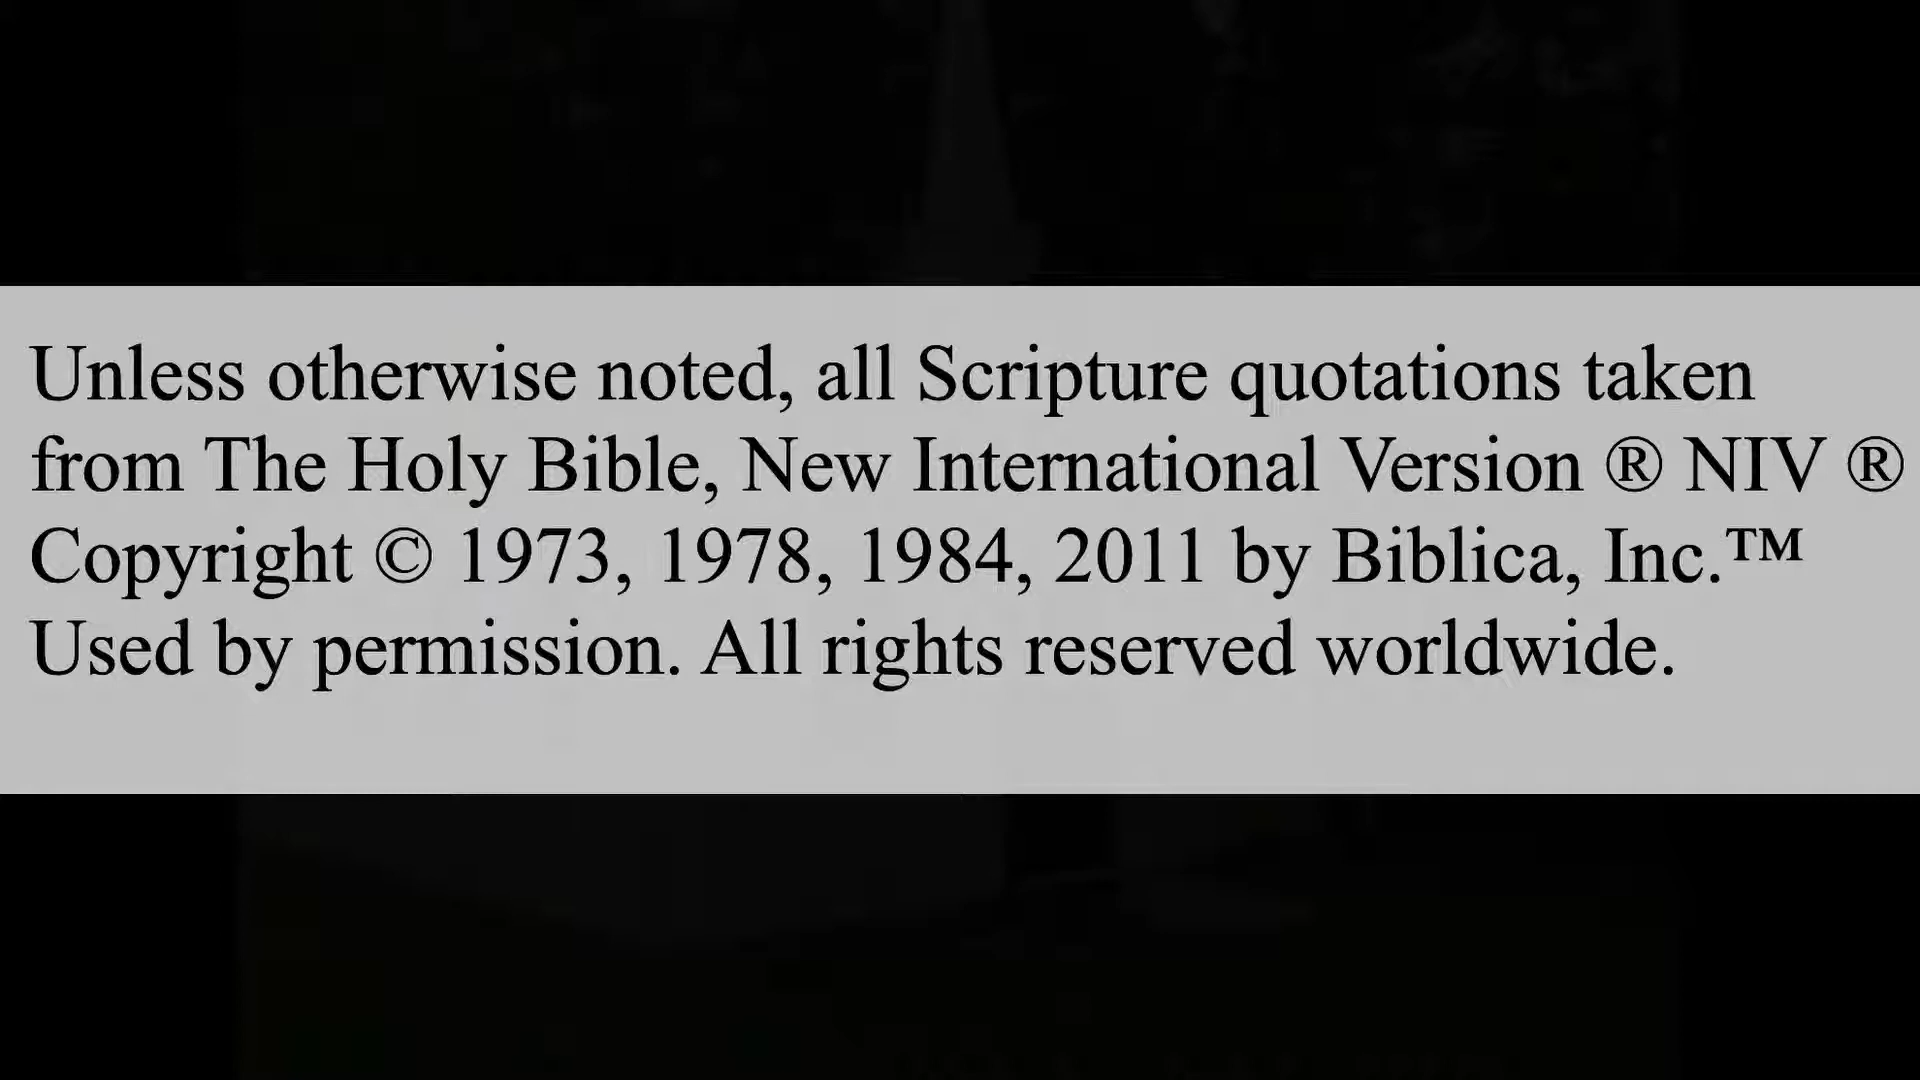 Unless otherwise noted, all Scripture quotations taken
from The Holy Bible, New International Version ® NIV ®
Copyright © 1973, 1978, 1984, 2011 by Biblica, Inc.™
Used by permission. All rights reserved worldwide.